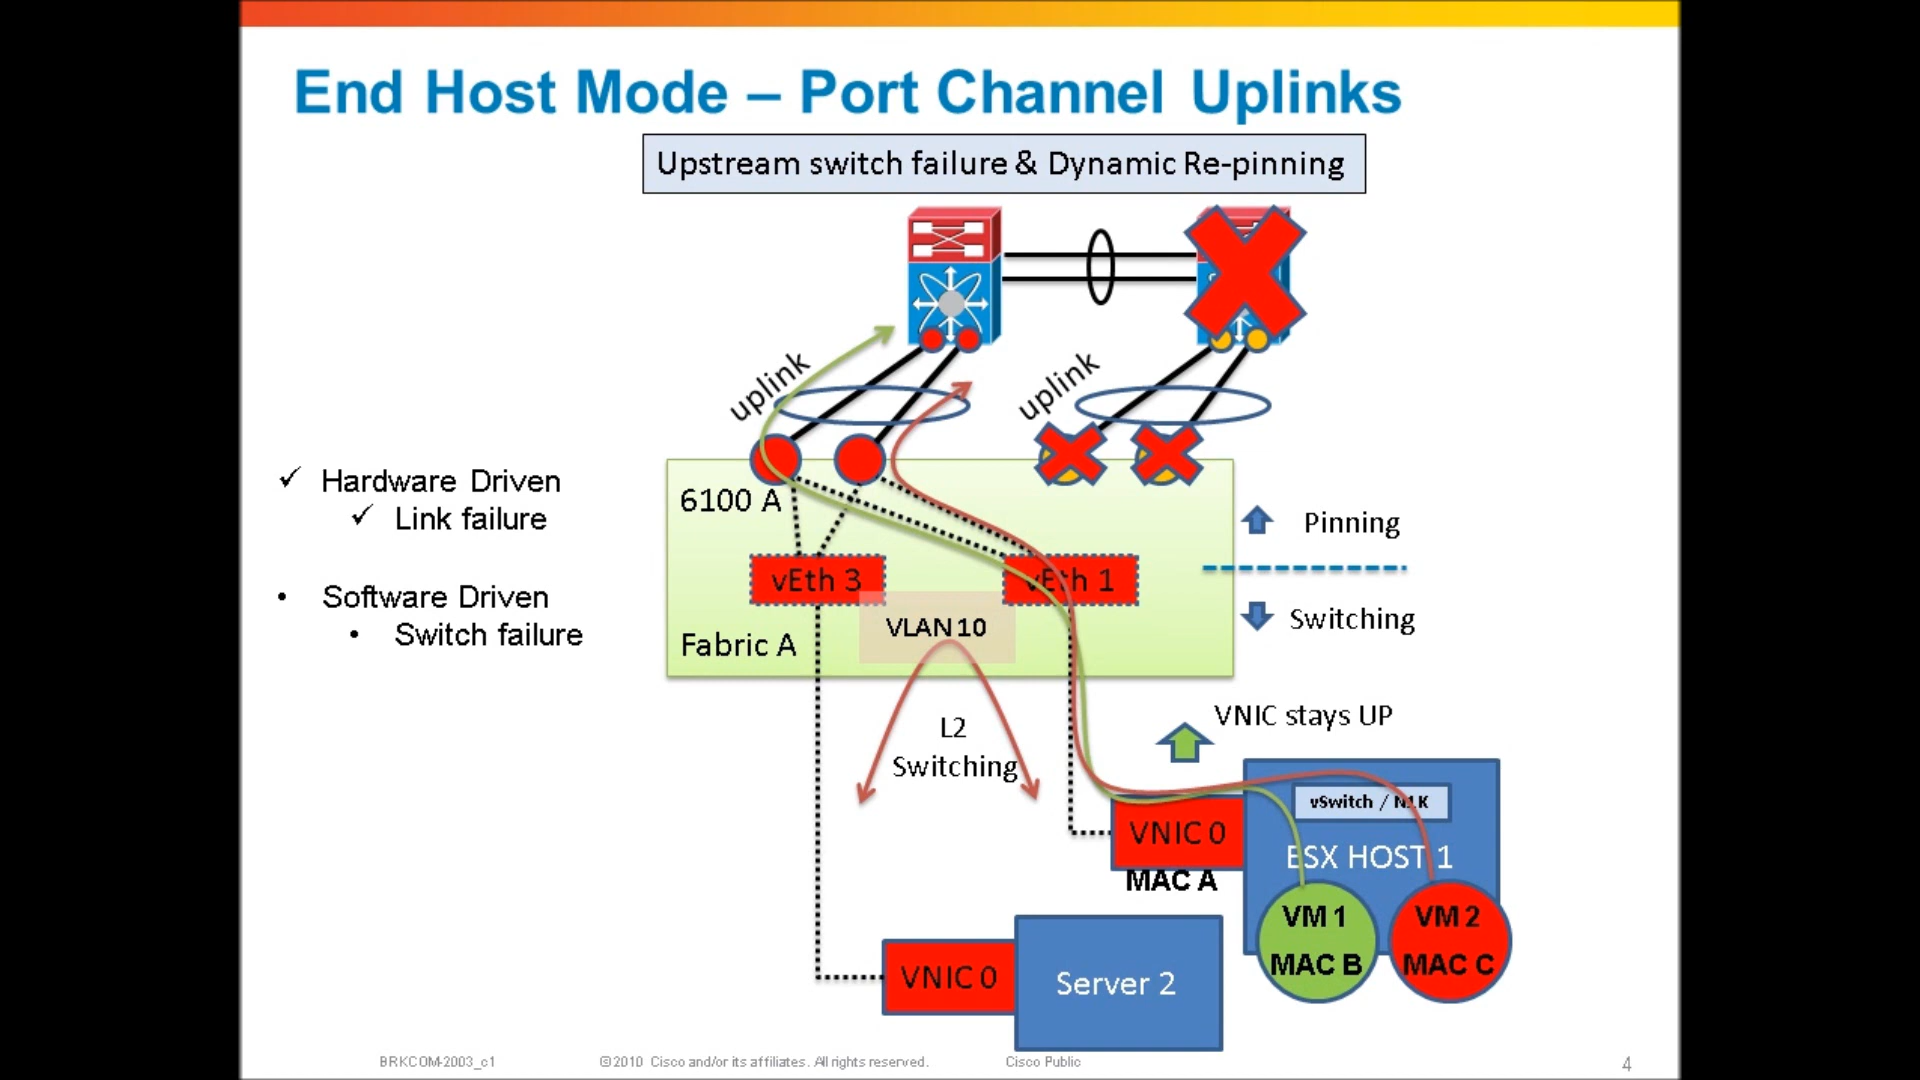 End Host Mode – Port Channel Uplinks
Upstream switch failure & Dynamic Re-pinning
uplink
uplink
✓ Hardware Driven
✓ Link failure
• Software Driven
• Switch failure
6100 A
vEth 3
vEth 1
VLAN 10
Fabric A
Pinning
Switching
L2
Switching
VNIC stays UP
vSwitch / N1K
VNIC 0
ESX HOST 1
MAC A
VM 1
MAC B
VM 2
MAC C
VNIC 0
Server 2
BRKCOM-2003_c1
©2010 Cisco and/or its affiliates. All rights reserved.
Cisco Public
4